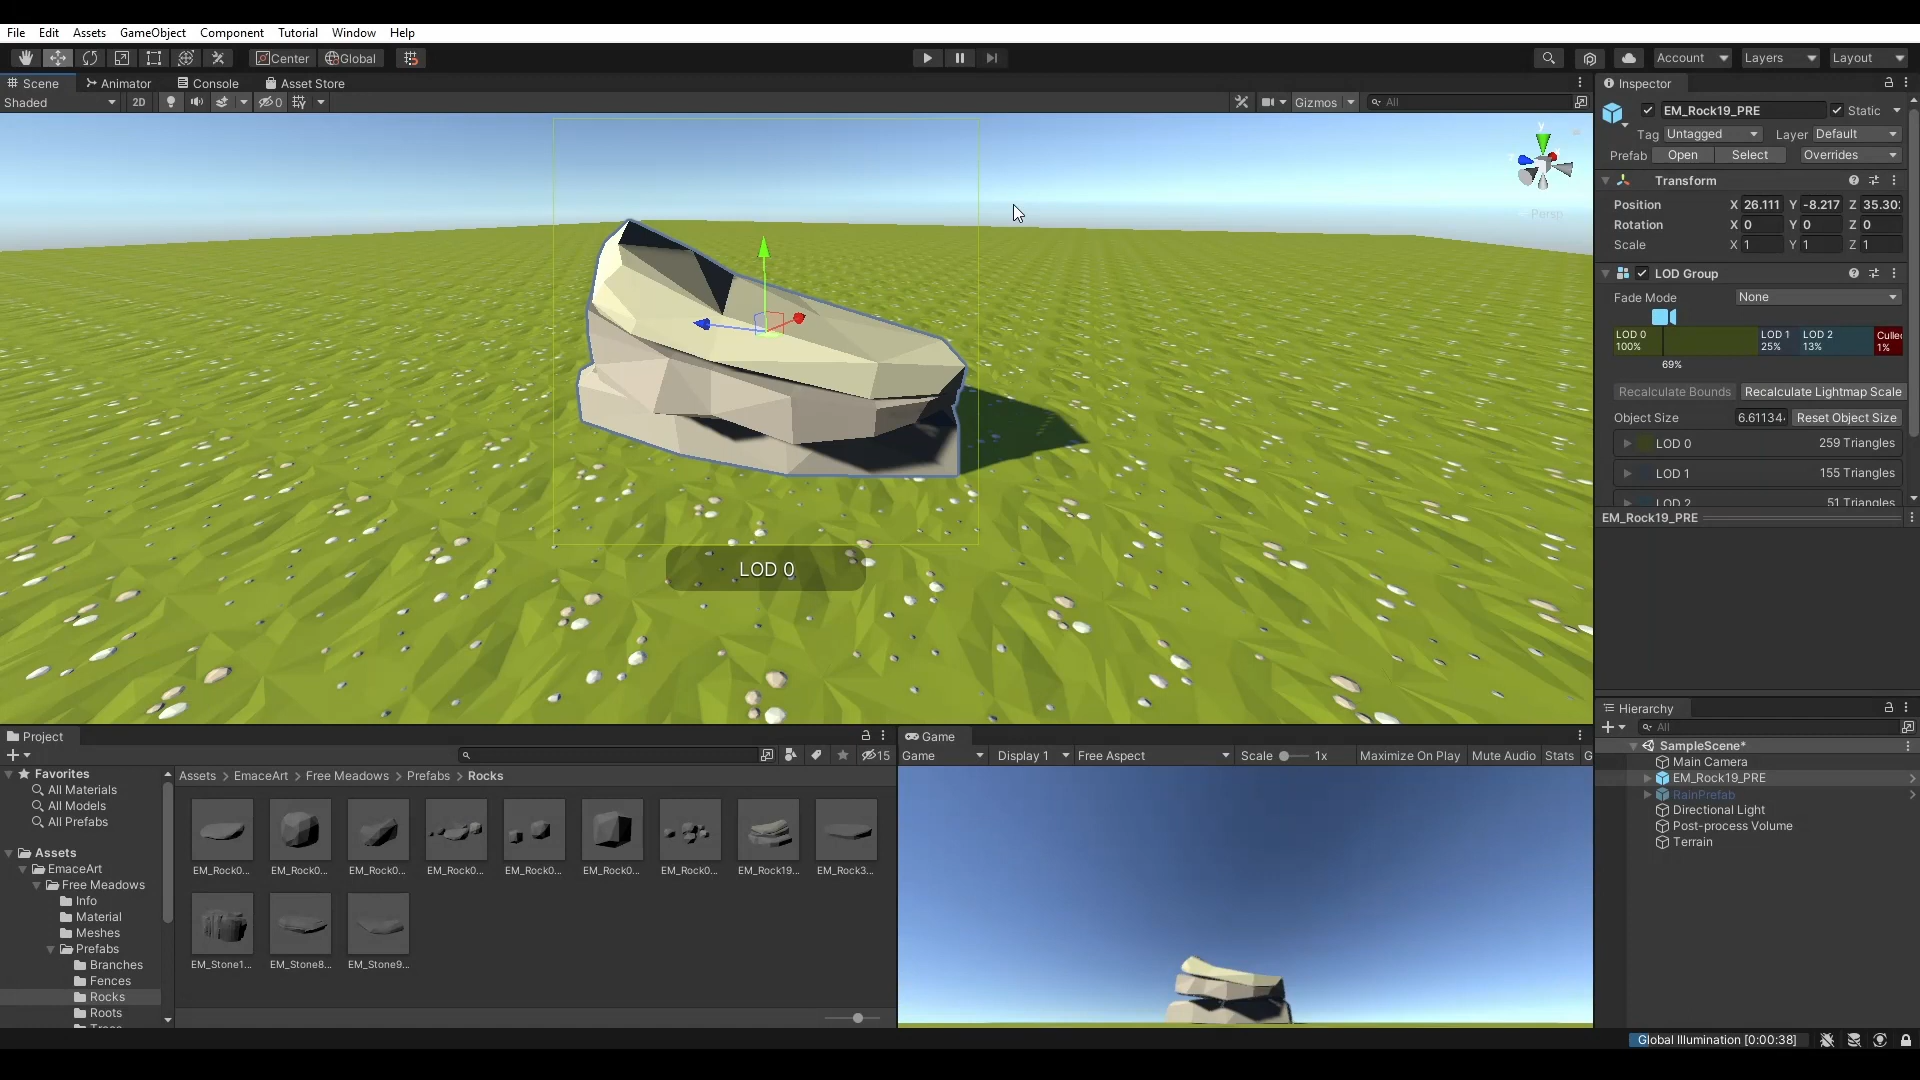 File Edit Assets GameObject Component Tutorial Window Help
Center Global Account Layers Layout
Scene Animator Console Asset Store
Shaded 2D 0 Gizmos All
Persp
LOD 0
Inspector
EM_Rock19_PRE Static
Tag Untagged Layer Default
Prefab Open Select Overrides
Transform
Position X 26.111 Y -8.217 Z 35.30
Rotation X 0 Y 0 Z 0
Scale X 1 Y 1 Z 1
LOD Group
Fade Mode None
LOD 0 LOD 1 LOD 2 Culle
100% 25% 13% 1%
69%
Recalculate Bounds Recalculate Lightmap Scale
Object Size 6.61134 Reset Object Size
LOD 0 259 Triangles
LOD 1 155 Triangles
LOD 2 51 Triangles
EM_Rock19_PRE
Hierarchy
All
SampleScene*
Main Camera
EM_Rock19_PRE
RainPrefab
Directional Light
Post-process Volume
Terrain
Project
15
Favorites
All Materials
All Models
All Prefabs
Assets
EmaceArt
Free Meadows
Info
Material
Meshes
Prefabs
Branches
Fences
Rocks
Roots
Assets > EmaceArt > Free Meadows > Prefabs > Rocks
EM_Rock0... EM_Rock0... EM_Rock0... EM_Rock0... EM_Rock0... EM_Rock0... EM_Rock0... EM_Rock19... EM_Rock3...
EM_Stone1... EM_Stone8... EM_Stone9...
Game
Game Display 1 Free Aspect Scale 1x Maximize On Play Mute Audio Stats G
Global Illumination [0:00:38]